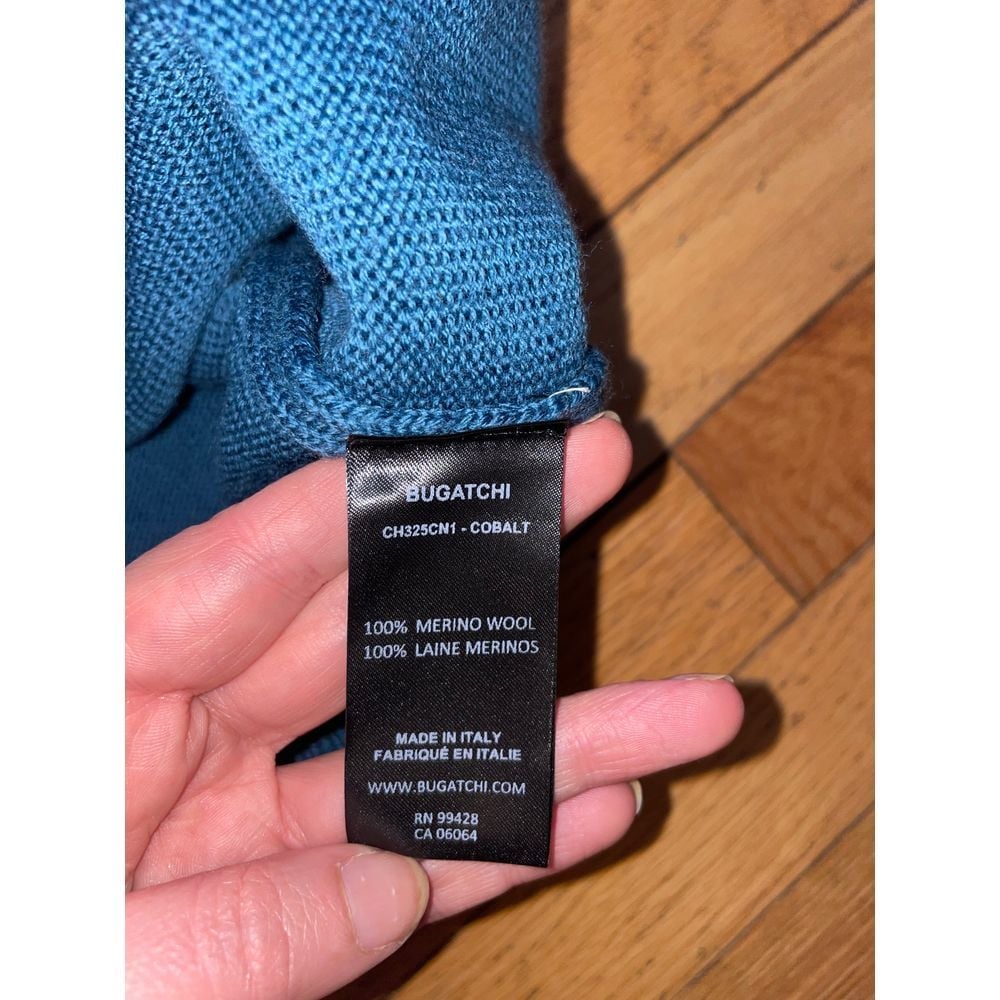 BUGATCHI
CH325CN1 - COBALT
100% MERINO WOOL
100% LAINE MERINOS
MADE IN ITALY
FABRIQUÉ EN ITALIE
WWW.BUGATCHI.COM
RN 99428
CA 06064